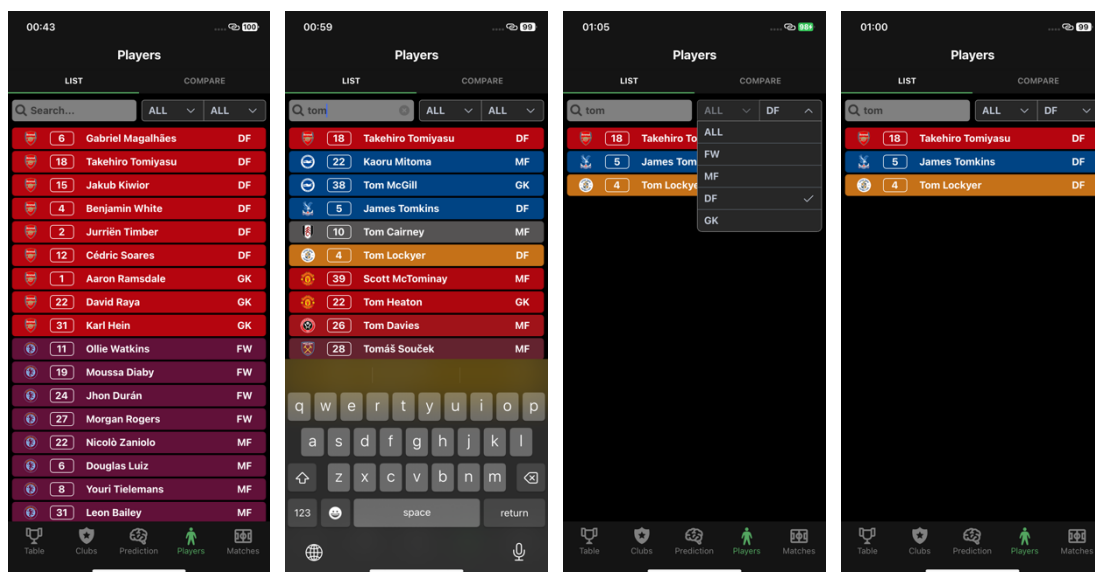 00:43 100
Players
LIST COMPARE
Search... ALL ALL
6 Gabriel Magalhães DF
18 Takehiro Tomiyasu DF
15 Jakub Kiwior DF
4 Benjamin White DF
2 Jurriën Timber DF
12 Cédric Soares DF
1 Aaron Ramsdale GK
22 David Raya GK
31 Karl Hein GK
11 Ollie Watkins FW
19 Moussa Diaby FW
24 Jhon Durán FW
27 Morgan Rogers FW
22 Nicolò Zaniolo MF
6 Douglas Luiz MF
8 Youri Tielemans MF
31 Leon Bailey MF
Table Clubs Prediction Players Matches
00:59 99
Players
LIST COMPARE
tom ALL ALL
18 Takehiro Tomiyasu DF
22 Kaoru Mitoma MF
38 Tom McGill GK
5 James Tomkins DF
10 Tom Cairney MF
4 Tom Lockyer DF
39 Scott McTominay MF
22 Tom Heaton GK
26 Tom Davies MF
28 Tomáš Souček MF
q w e r t y u i o p
a s d f g h j k l
z x c v b n m
123 space return
01:05 98
Players
LIST COMPARE
tom ALL DF
18 Takehiro To
5 James Tom
4 Tom Lockye
ALL
FW
MF
DF
GK
Table Clubs Prediction Players Matches
01:00 99
Players
LIST COMPARE
tom ALL DF
18 Takehiro Tomiyasu DF
5 James Tomkins DF
4 Tom Lockyer DF
Table Clubs Prediction Players Matches